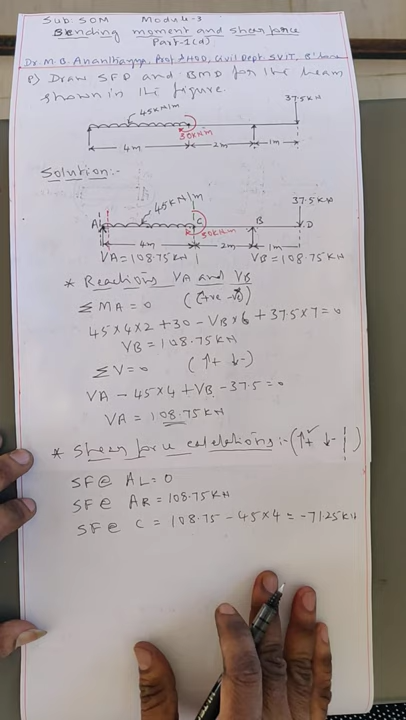 Sub: SOM Module-3
Bending moment and shear force
Part-1(a)
Dr. M.B. Ananthayya, Prof & HOD, Civil Dept SVIT, B'lore
P) Draw SFD and BMD for the beam
shown in the figure.
45kN/m
37.5kN
30kNm
4m 2m 1m
Solution:-
45kN/m
37.5kN
A C B D
30kNm
4m 2m 1m
VA = 108.75kN VB = 108.75kN
* Reactions VA and VB
ΣMA = 0
45×4×2 + 30 - VB×6 + 37.5×7 = 0
VB = 108.75kN
ΣV = 0 (↑+ ↓-)
VA - 45×4 + VB - 37.5 = 0
VA = 108.75kN
* Shear force calculations:- (↑+ ↓-)
SF@ AL = 0
SF@ AR = 108.75kN
SF@ C = 108.75 - 45×4 = -71.25kN